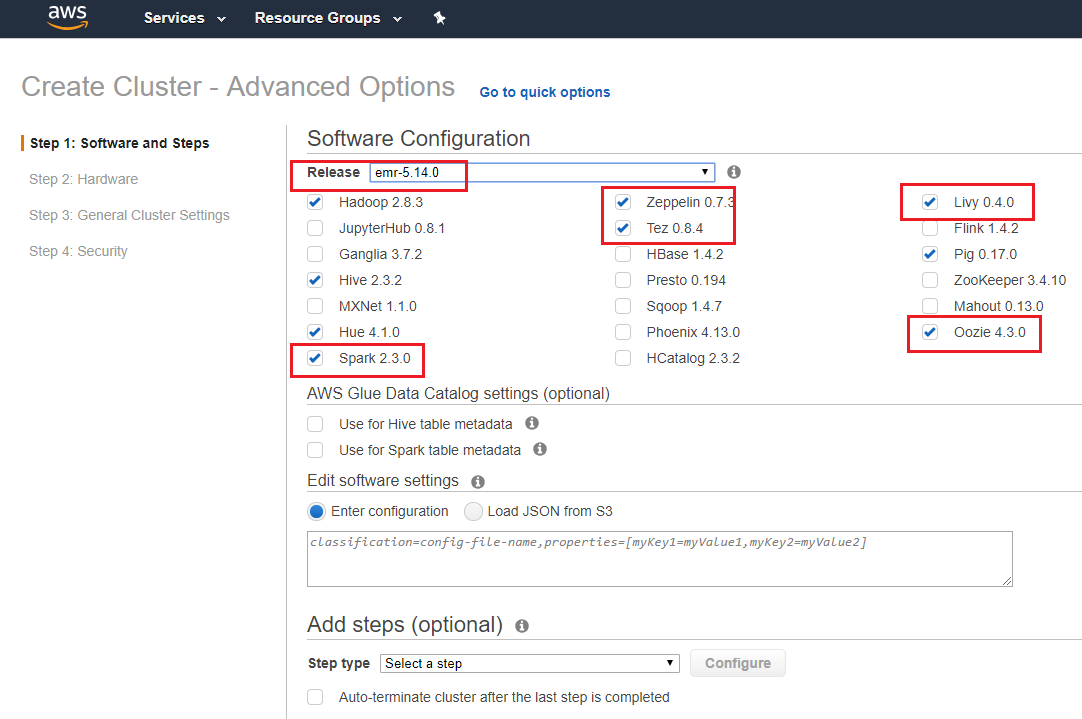 aws Services Resource Groups
Create Cluster - Advanced Options Go to quick options
Step 1: Software and Steps
Step 2: Hardware
Step 3: General Cluster Settings
Step 4: Security
Software Configuration
Release emr-5.14.0
Hadoop 2.8.3 Zeppelin 0.7.3 Livy 0.4.0
JupyterHub 0.8.1 Tez 0.8.4 Flink 1.4.2
Ganglia 3.7.2 HBase 1.4.2 Pig 0.17.0
Hive 2.3.2 Presto 0.194 ZooKeeper 3.4.10
MXNet 1.1.0 Sqoop 1.4.7 Mahout 0.13.0
Hue 4.1.0 Phoenix 4.13.0 Oozie 4.3.0
Spark 2.3.0 HCatalog 2.3.2
AWS Glue Data Catalog settings (optional)
Use for Hive table metadata
Use for Spark table metadata
Edit software settings
Enter configuration Load JSON from S3
classification=config-file-name,properties=[myKey1=myValue1,myKey2=myValue2]
Add steps (optional)
Step type Select a step Configure
Auto-terminate cluster after the last step is completed